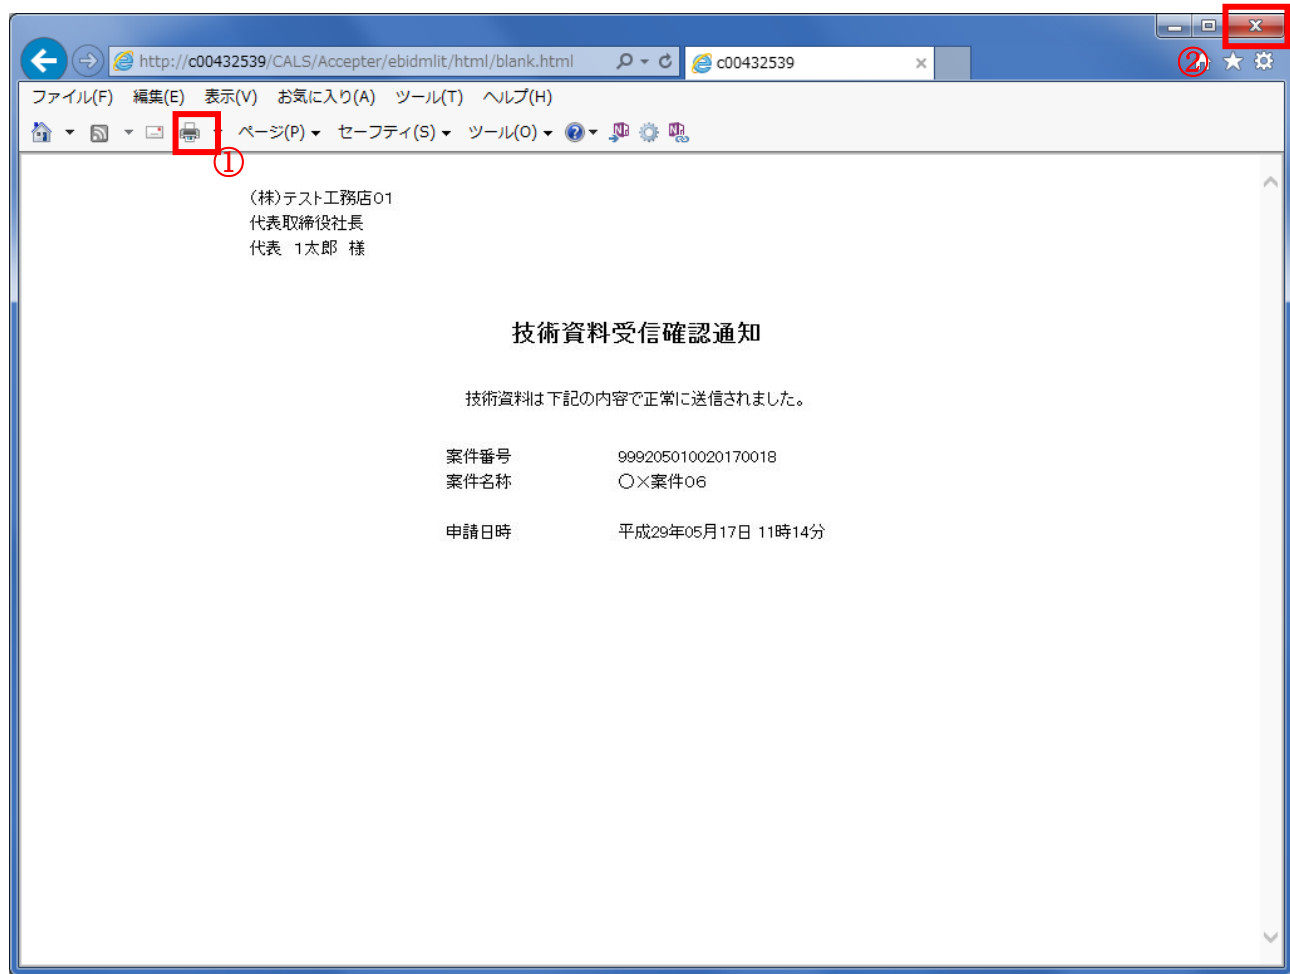 http://c00432539/CALS/Accepter/ebidmlit/html/blank.html
c00432539
②
ファイル(F) 編集(E) 表示(V) お気に入り(A) ツール(T) ヘルプ(H)
ページ(P) セーフティ(S) ツール(O)
①
(株)テスト工務店01
代表取締役社長
代表 1太郎 様
技術資料受信確認通知
技術資料は下記の内容で正常に送信されました。
案件番号 999205010020170018
案件名称 ○×案件06
申請日時 平成29年05月17日 11時14分